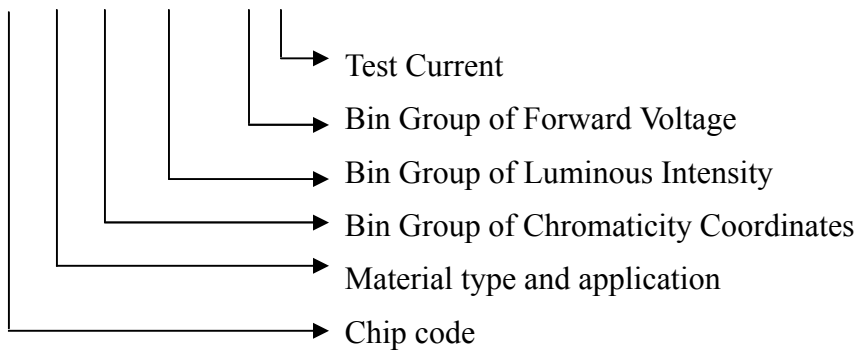 Test Current
Bin Group of Forward Voltage
Bin Group of Luminous Intensity
Bin Group of Chromaticity Coordinates
Material type and application
Chip code